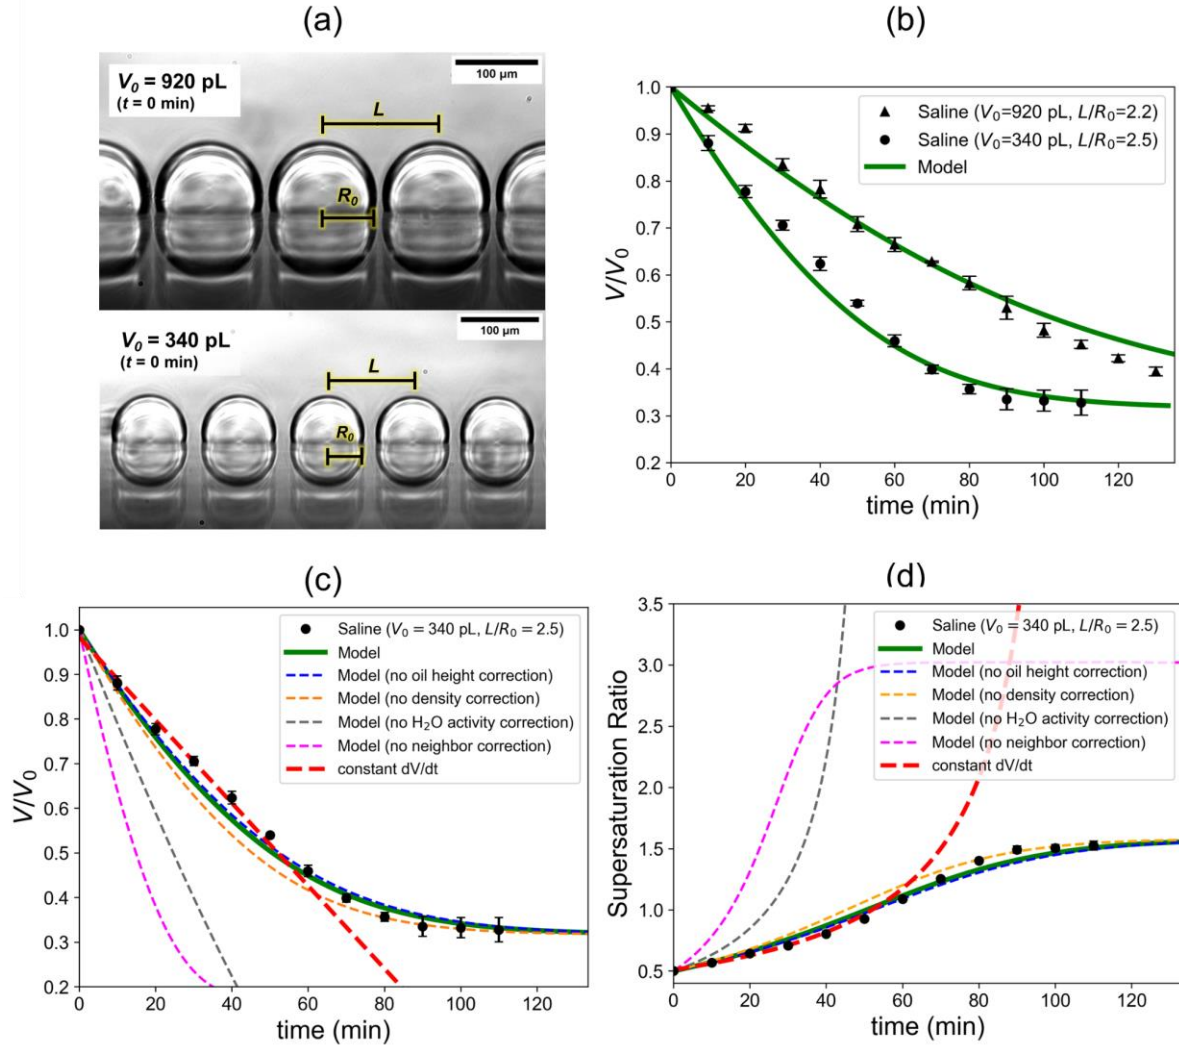 (a)
V₀ = 920 pL
(t = 0 min)
100 µm
L
R₀
V₀ = 340 pL
(t = 0 min)
100 µm
L
R₀
(b)
1.0
0.9
0.8
0.7
0.6
0.5
0.4
0.3
0.2
V/V₀
Saline (V₀=920 pL, L/R₀=2.2)
Saline (V₀=340 pL, L/R₀=2.5)
Model
0 20 40 60 80 100 120
time (min)
(c)
1.0
0.9
0.8
0.7
0.6
0.5
0.4
0.3
0.2
V/V₀
Saline (V₀ = 340 pL, L/R₀ = 2.5)
Model
Model (no oil height correction)
Model (no density correction)
Model (no H₂O activity correction)
Model (no neighbor correction)
constant dV/dt
0 20 40 60 80 100 120
time (min)
(d)
3.5
3.0
2.5
2.0
1.5
1.0
0.5
Supersaturation Ratio
Saline (V₀ = 340 pL, L/R₀ = 2.5)
Model
Model (no oil height correction)
Model (no density correction)
Model (no H₂O activity correction)
Model (no neighbor correction)
constant dV/dt
0 20 40 60 80 100 120
time (min)